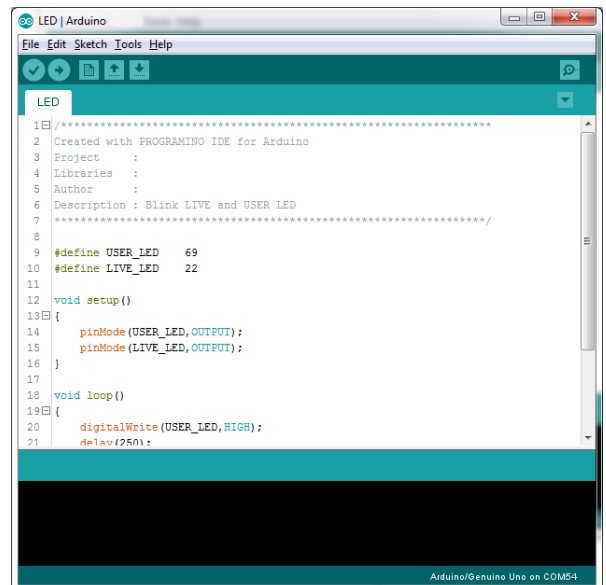 LED | Arduino
File Edit Sketch Tools Help
LED
1 /******************************************************************
2 Created with PROGRAMINO IDE for Arduino
3 Project :
4 Libraries :
5 Author :
6 Description : Blink LIVE and USER LED
7 ******************************************************************/
8
9 #define USER_LED 69
10 #define LIVE_LED 22
11
12 void setup()
13 {
14 pinMode(USER_LED,OUTPUT);
15 pinMode(LIVE_LED,OUTPUT);
16 }
17
18 void loop()
19 {
20 digitalWrite(USER_LED,HIGH);
21 delay(250);
Arduino/Genuino Uno on COM54